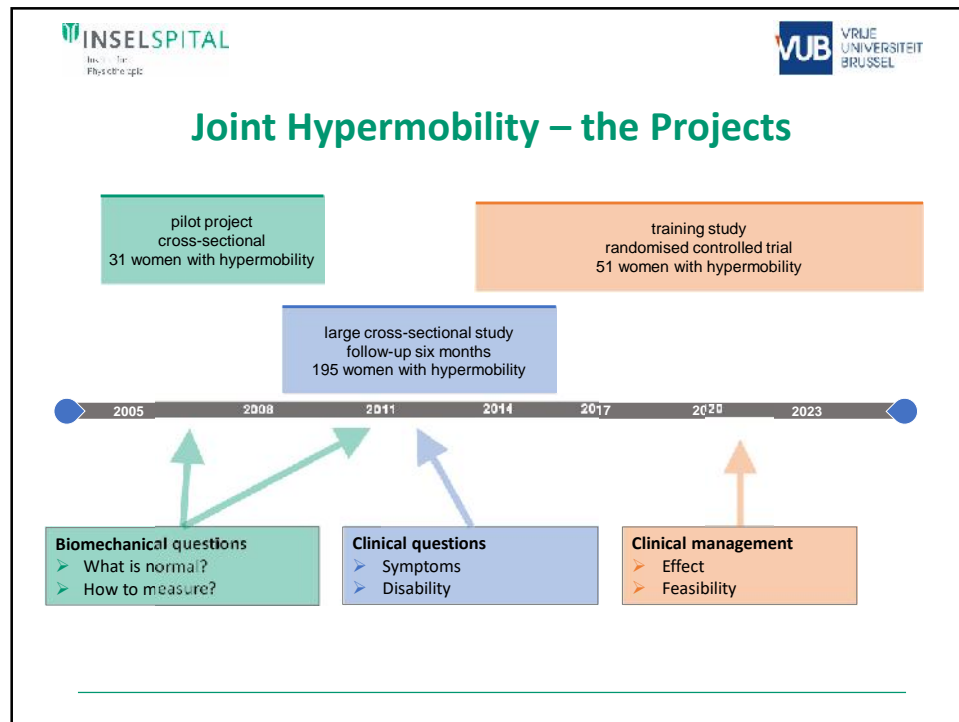 INSELSPITAL
Physiotherapie
VUB
VRIJE
UNIVERSITEIT
BRUSSEL
Joint Hypermobility – the Projects
pilot project
cross-sectional
31 women with hypermobility
training study
randomised controlled trial
51 women with hypermobility
large cross-sectional study
follow-up six months
195 women with hypermobility
2005 2008 2011 2014 2017 2020 2023
Biomechanical questions
➢ What is normal?
➢ How to measure?
Clinical questions
➢ Symptoms
➢ Disability
Clinical management
➢ Effect
➢ Feasibility